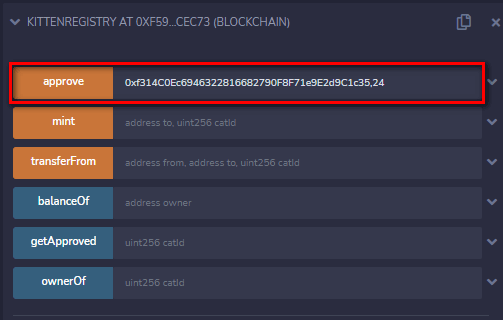 KITTENREGISTRY AT 0XF59...CEC73 (BLOCKCHAIN)
approve 0xf314C0Ec6946322816682790F8F71e9E2d9C1c35,24
mint address to, uint256 catId
transferFrom address from, address to, uint256 catId
balanceOf address owner
getApproved uint256 catId
ownerOf uint256 catId